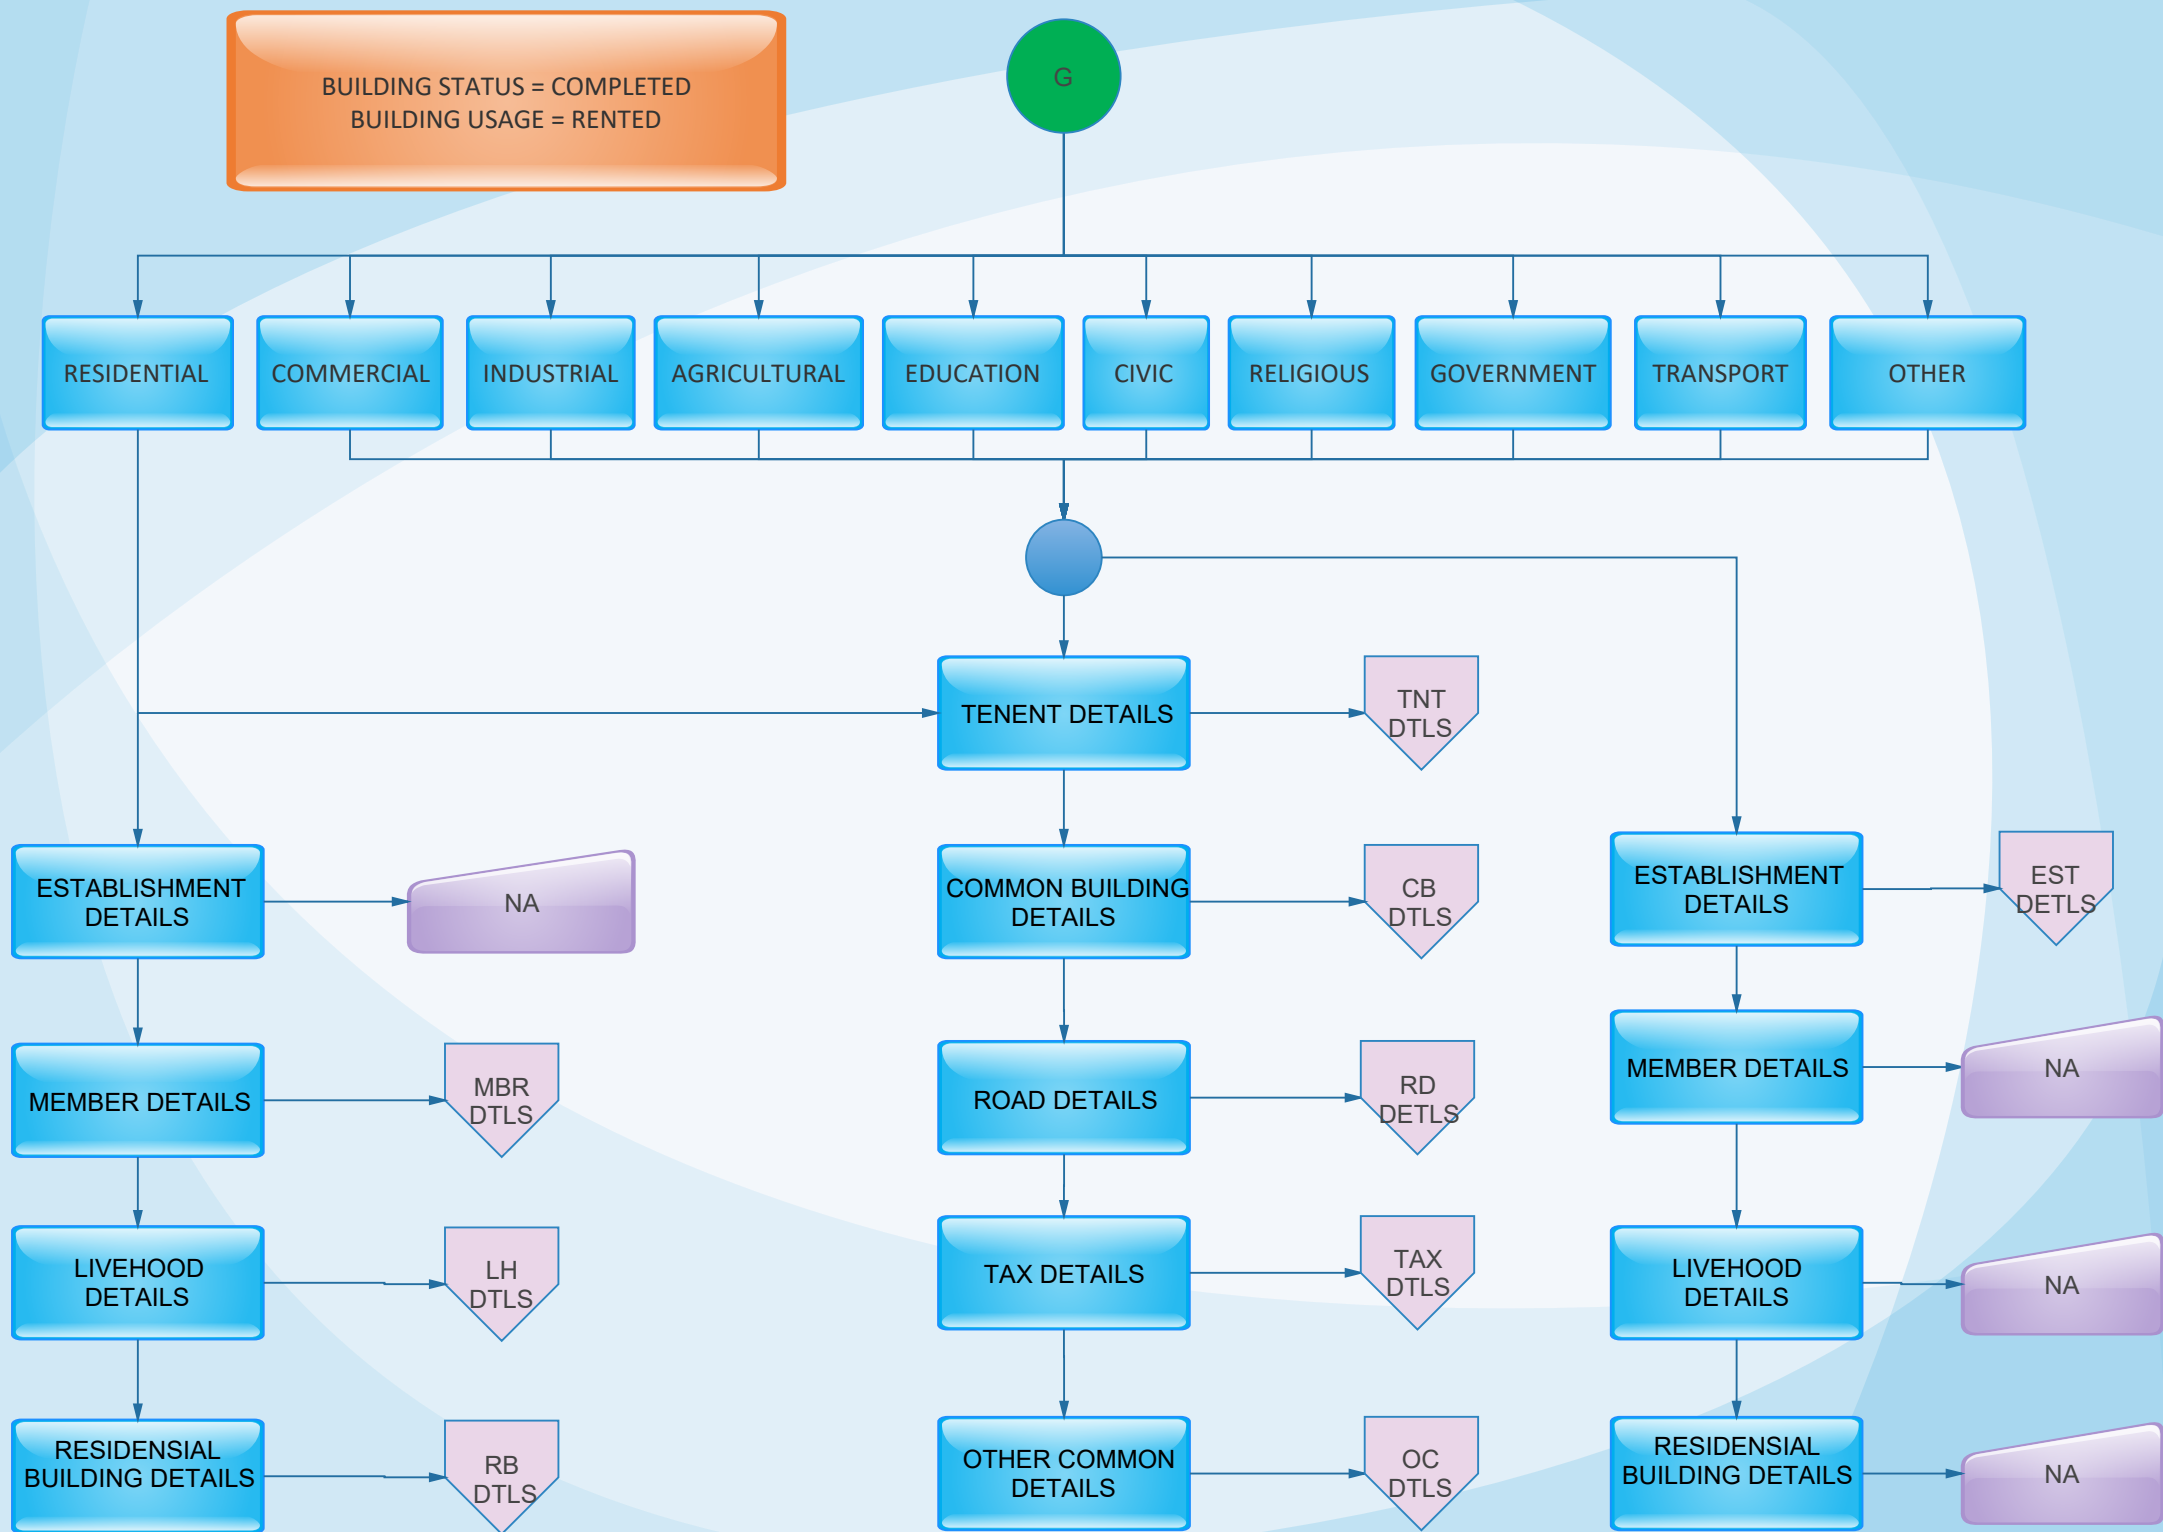 BUILDING STATUS = COMPLETED
BUILDING USAGE = RENTED
G
RESIDENTIAL
COMMERCIAL
INDUSTRIAL
AGRICULTURAL
EDUCATION
CIVIC
RELIGIOUS
GOVERNMENT
TRANSPORT
OTHER
TENENT DETAILS
TNT
DTLS
ESTABLISHMENT
DETAILS
NA
COMMON BUILDING
DETAILS
CB
DTLS
ESTABLISHMENT
DETAILS
EST
DETLS
MEMBER DETAILS
MBR
DTLS
ROAD DETAILS
RD
DETLS
MEMBER DETAILS
NA
LIVEHOOD
DETAILS
LH
DTLS
TAX DETAILS
TAX
DTLS
LIVEHOOD
DETAILS
NA
RESIDENSIAL
BUILDING DETAILS
RB
DTLS
OTHER COMMON
DETAILS
OC
DTLS
RESIDENSIAL
BUILDING DETAILS
NA